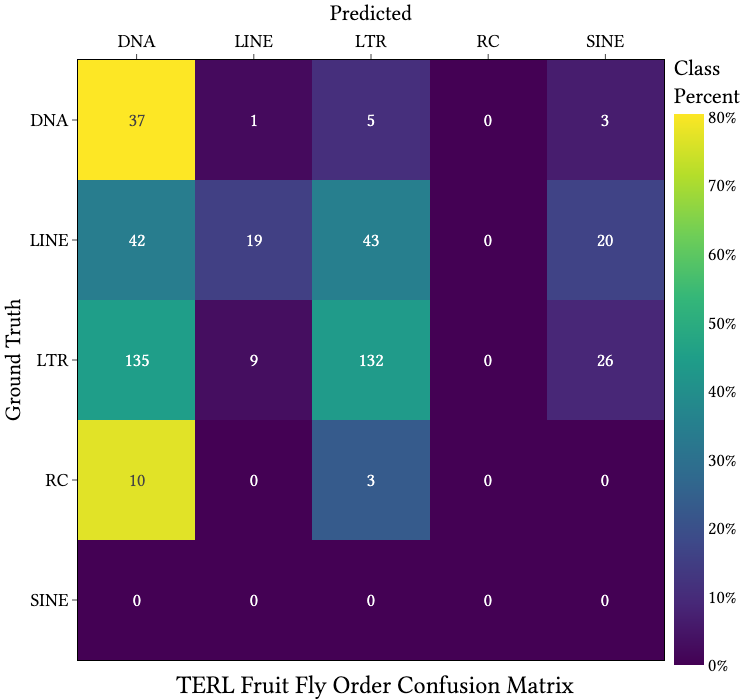 Predicted
DNA LINE LTR RC SINE
Class
Percent
Ground Truth
DNA 37 1 5 0 3
LINE 42 19 43 0 20
LTR 135 9 132 0 26
RC 10 0 3 0 0
SINE 0 0 0 0 0
80%
70%
60%
50%
40%
30%
20%
10%
0%
TERL Fruit Fly Order Confusion Matrix